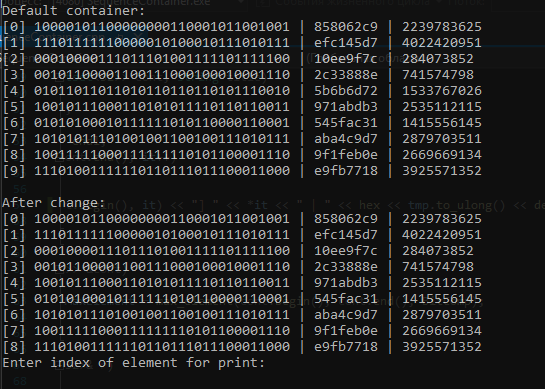 Default container:
[0] 10000101100000000110001011001001 | 858062c9 | 2239783625
[1] 11101111110000010100010111010111 | efc145d7 | 4022420951
[2] 00010000111011101001111101111100 | 10ee9f7c | 284073852
[3] 00101100001100111000100010001110 | 2c33888e | 741574798
[4] 01011011011010110110110101110010 | 5b6b6d72 | 1533767026
[5] 10010111000110101011110110110011 | 971abdb3 | 2535112115
[6] 01010100010111111010110000110001 | 545fac31 | 1415556145
[7] 10101011101001001100100111010111 | aba4c9d7 | 2879703511
[8] 10011111000111111110101100001110 | 9f1feb0e | 2669669134
[9] 11101001111110110111011100011000 | e9fb7718 | 3925571352
After Change:
[0] 10000101100000000110001011001001 | 858062c9 | 2239783625
[1] 11101111110000010100010111010111 | efc145d7 | 4022420951
[2] 00010000111011101001111101111100 | 10ee9f7c | 284073852
[3] 00101100001100111000100010001110 | 2c33888e | 741574798
[4] 10010111000110101011110110110011 | 971abdb3 | 2535112115
[5] 01010100010111111010110000110001 | 545fac31 | 1415556145
[6] 10101011101001001100100111010111 | aba4c9d7 | 2879703511
[7] 10011111000111111110101100001110 | 9f1feb0e | 2669669134
[8] 11101001111110110111011100011000 | e9fb7718 | 3925571352
Enter index of element for print: